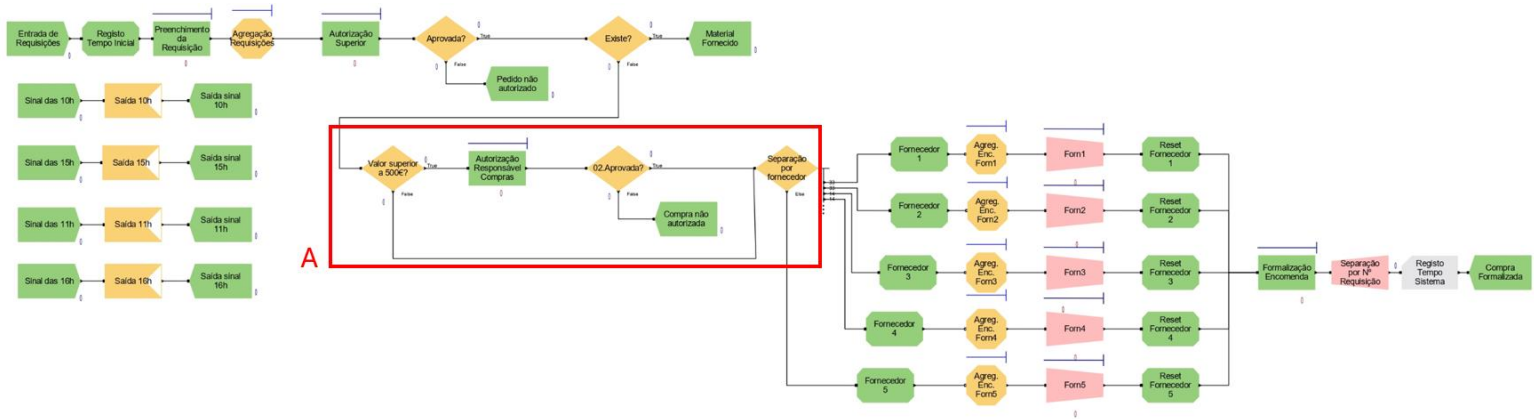 Entrada de
Requisições
Registo
Tempo Inicial
Preenchimento
da
Requisição
Agregação
Requisições
Autorização
Superior
Aprovada?
True
False
Existe?
True
False
Material
Fornecido
Pedido não
autorizado
Sinal das 10h
Saída 10h
Saída sinal
10h
Sinal das 15h
Saída 15h
Saída sinal
15h
Sinal das 11h
Saída 11h
Saída sinal
11h
Sinal das 16h
Saída 16h
Saída sinal
16h
A
Valor superior
a 500€?
True
False
Autorização
Responsável
Compras
02.Aprovada?
True
False
Compra não
autorizada
Separação
por
fornecedor
Else
Fornecedor
1
Agreg.
Enc.
Forn1
Forn1
Reset
Fornecedor
1
Fornecedor
2
Agreg.
Enc.
Forn2
Forn2
Reset
Fornecedor
2
Fornecedor
3
Agreg.
Enc.
Forn3
Forn3
Reset
Fornecedor
3
Fornecedor
4
Agreg.
Enc.
Forn4
Forn4
Reset
Fornecedor
4
Fornecedor
5
Agreg.
Enc.
Forn5
Forn5
Reset
Fornecedor
5
Formalização
Encomenda
Separação
por Nº
Requisição
Registo
Tempo
Sistema
Compra
Formalizada